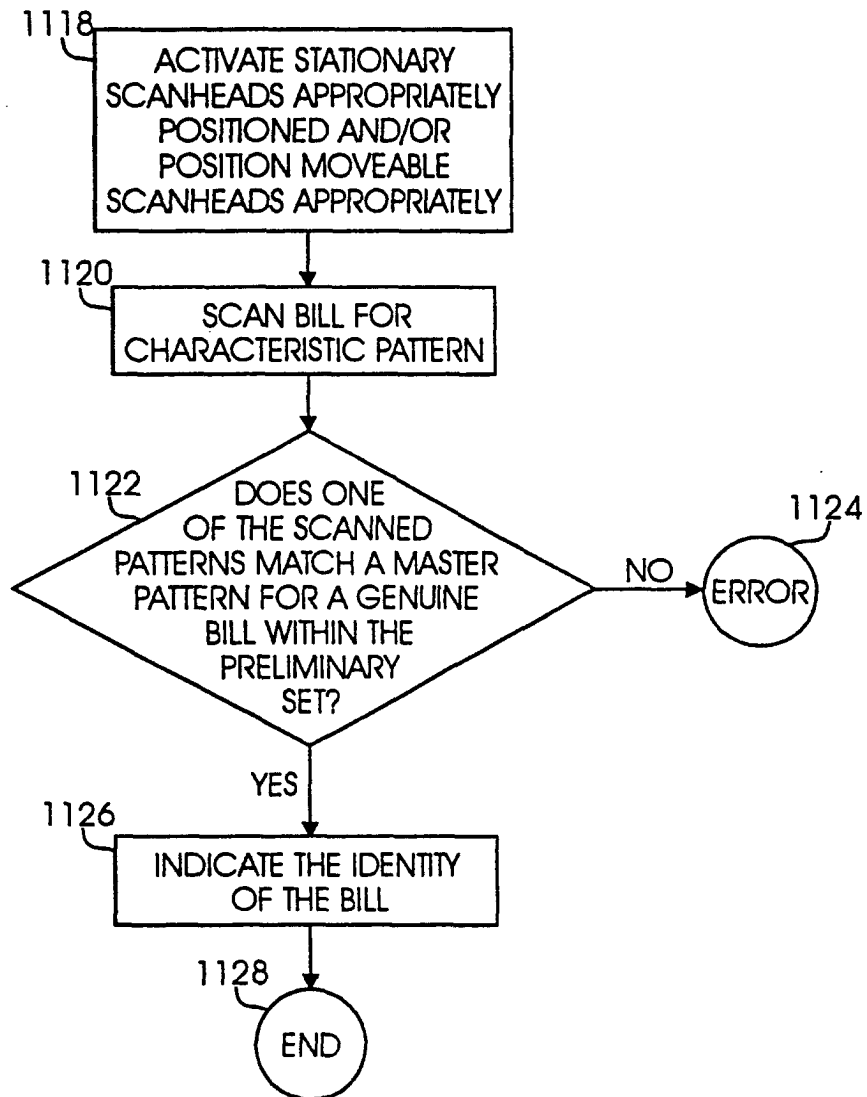 1118
ACTIVATE STATIONARY
SCANHEADS APPROPRIATELY
POSITIONED AND/OR
POSITION MOVEABLE
SCANHEADS APPROPRIATELY
1120
SCAN BILL FOR
CHARACTERISTIC PATTERN
1122
DOES ONE
OF THE SCANNED
PATTERNS MATCH A MASTER
PATTERN FOR A GENUINE
BILL WITHIN THE
PRELIMINARY
SET?
NO
1124
ERROR
YES
1126
INDICATE THE IDENTITY
OF THE BILL
1128
END